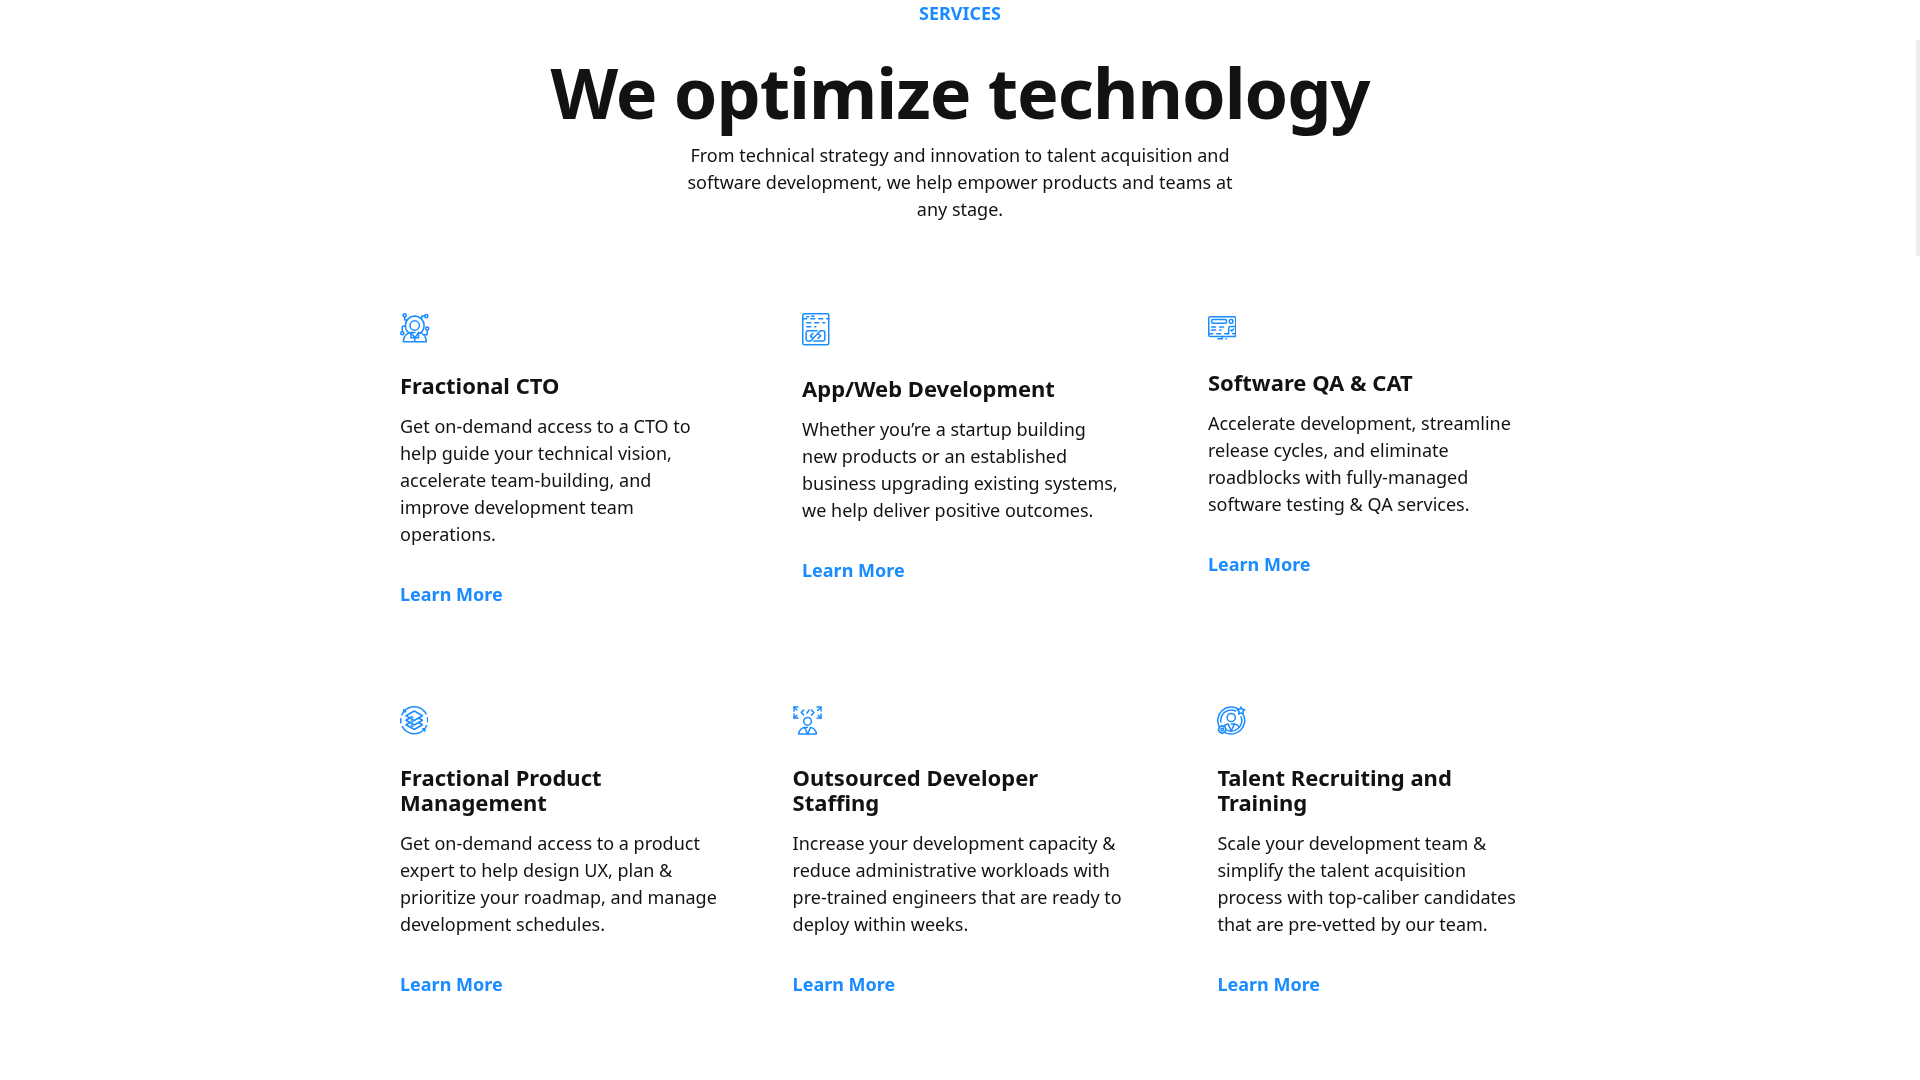 SERVICES
We optimize technology
From technical strategy and innovation to talent acquisition and
software development, we help empower products and teams at
any stage.
Fractional CTO
Get on-demand access to a CTO to
help guide your technical vision,
accelerate team-building, and
improve development team
operations.
Learn More
App/Web Development
Whether you’re a startup building
new products or an established
business upgrading existing systems,
we help deliver positive outcomes.
Learn More
Software QA & CAT
Accelerate development, streamline
release cycles, and eliminate
roadblocks with fully-managed
software testing & QA services.
Learn More
Fractional Product
Management
Get on-demand access to a product
expert to help design UX, plan &
prioritize your roadmap, and manage
development schedules.
Learn More
Outsourced Developer
Staffing
Increase your development capacity &
reduce administrative workloads with
pre-trained engineers that are ready to
deploy within weeks.
Learn More
Talent Recruiting and
Training
Scale your development team &
simplify the talent acquisition
process with top-caliber candidates
that are pre-vetted by our team.
Learn More